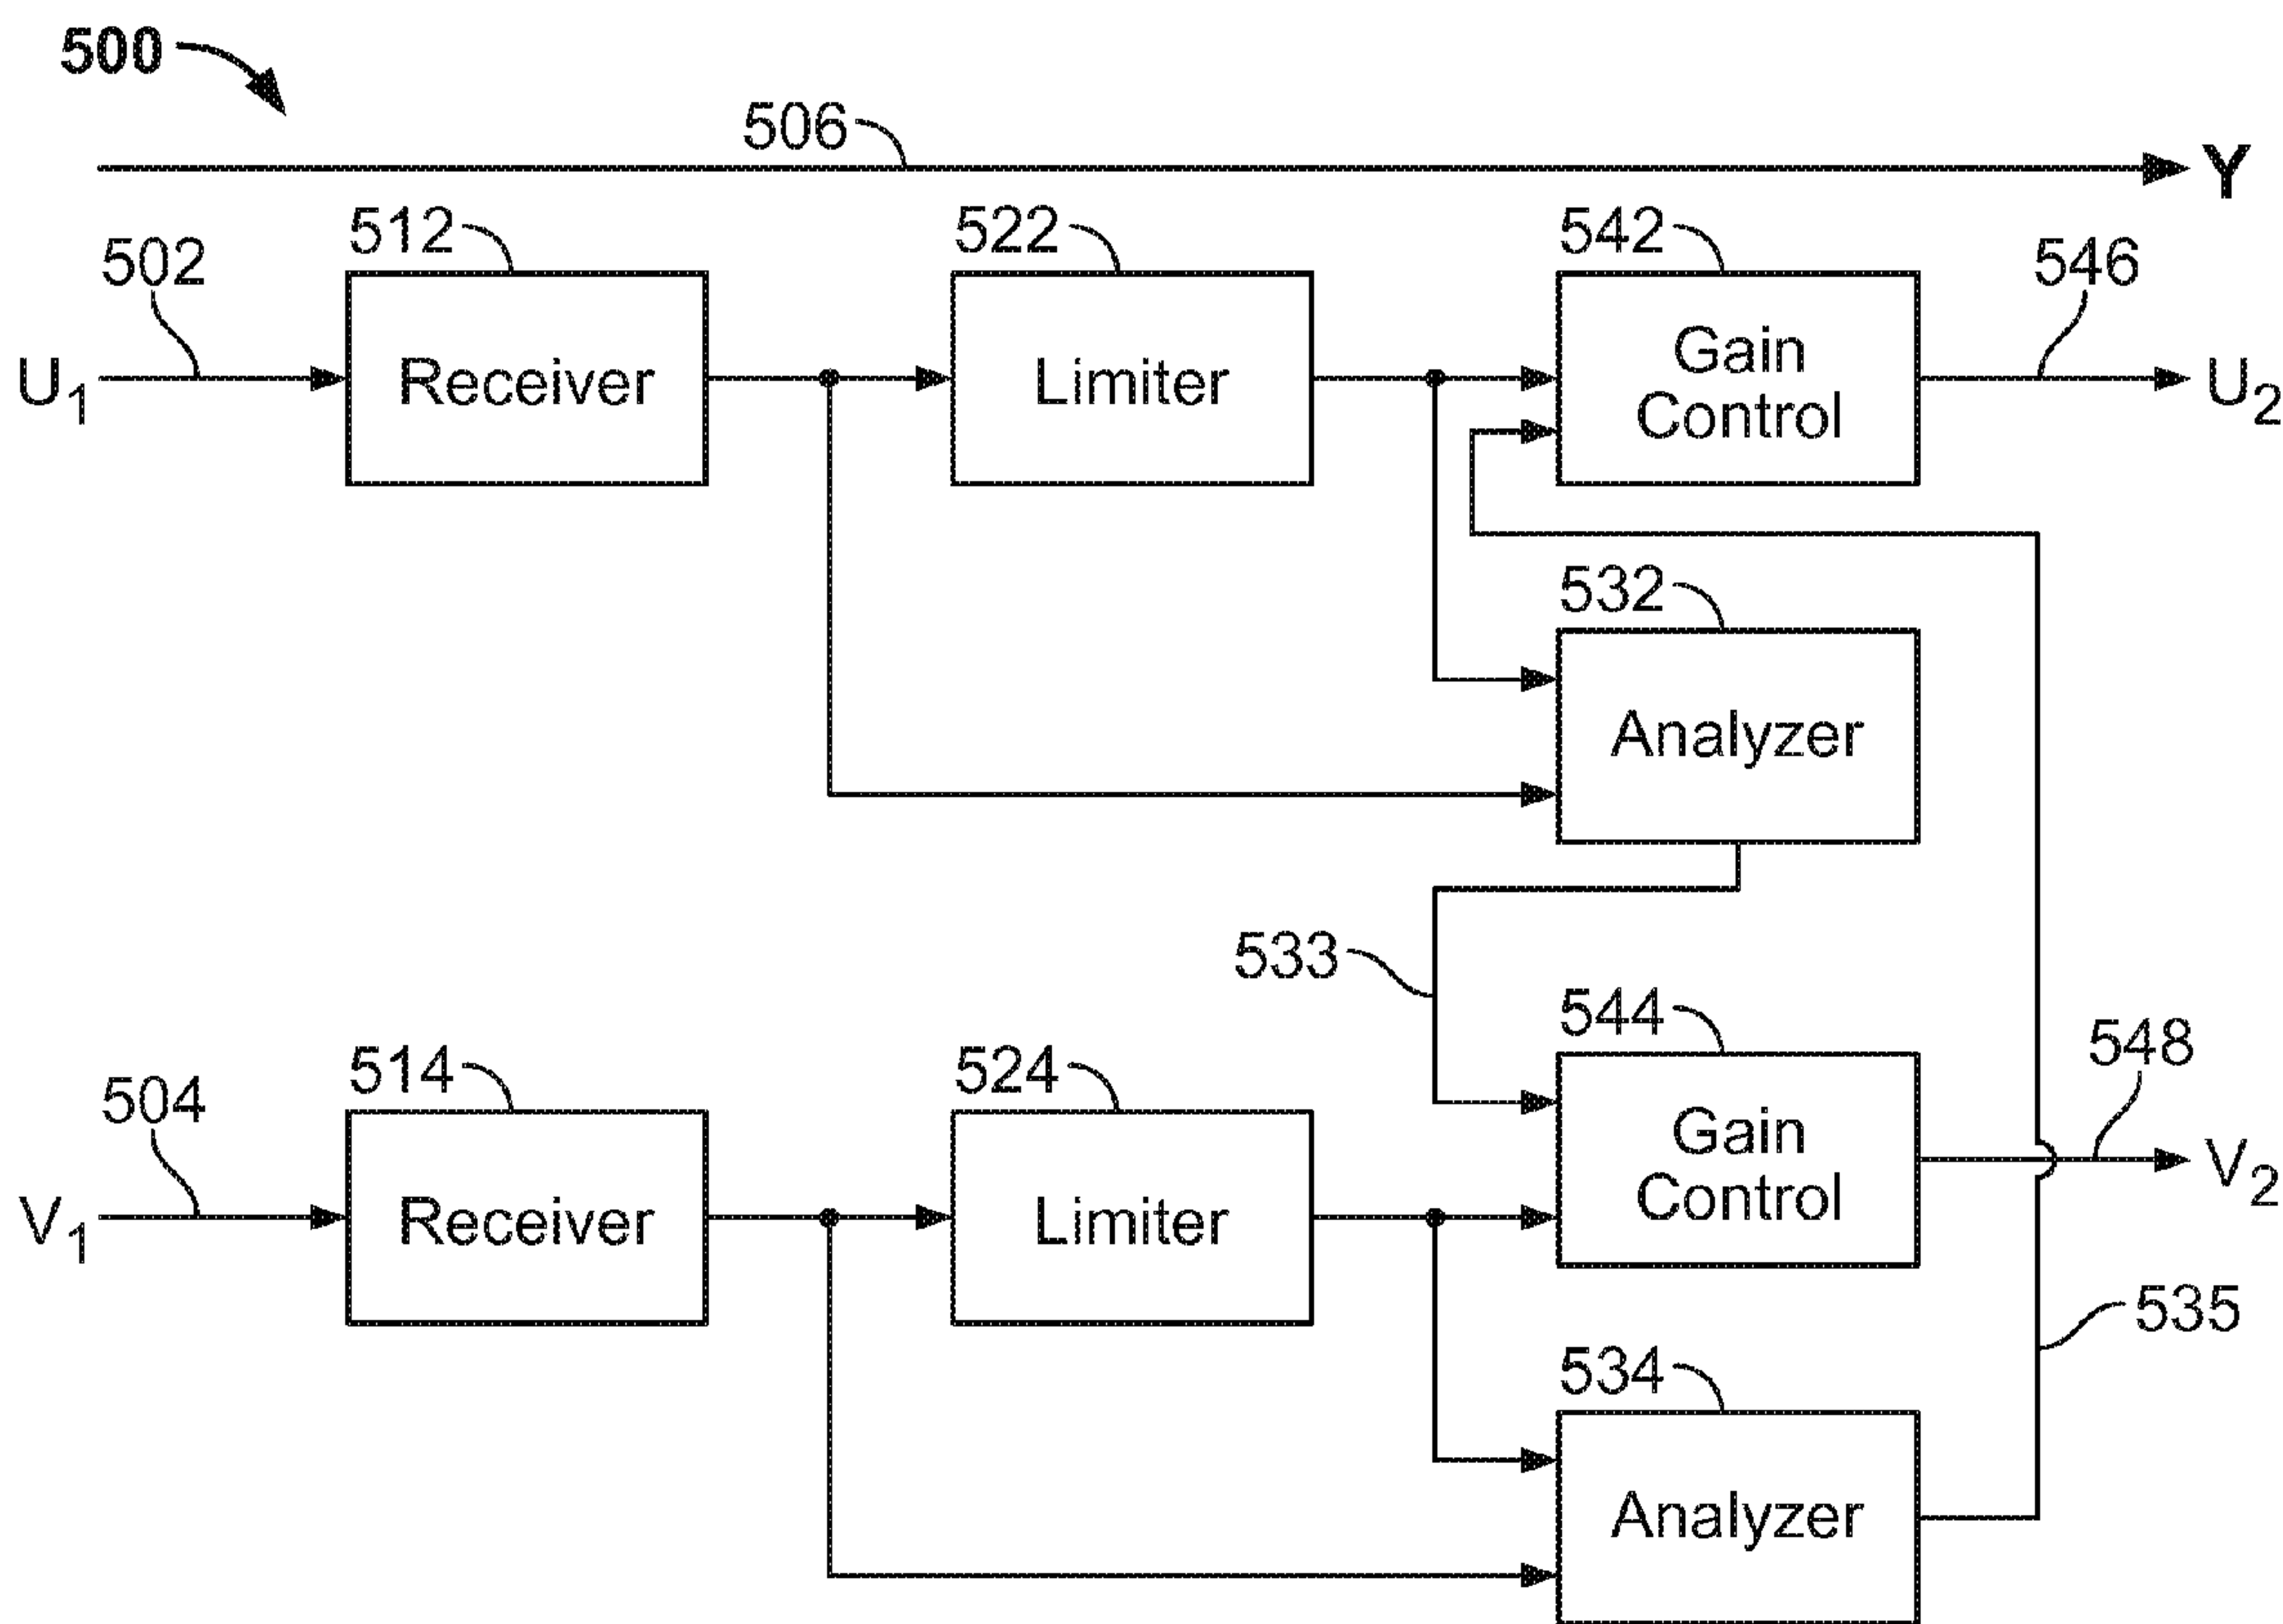 500
506
Y
512
522
542
502
546
U1
Receiver
Limiter
Gain
Control
U2
532
Analyzer
533
544
548
504
514
524
V1
Receiver
Limiter
Gain
Control
V2
535
534
Analyzer